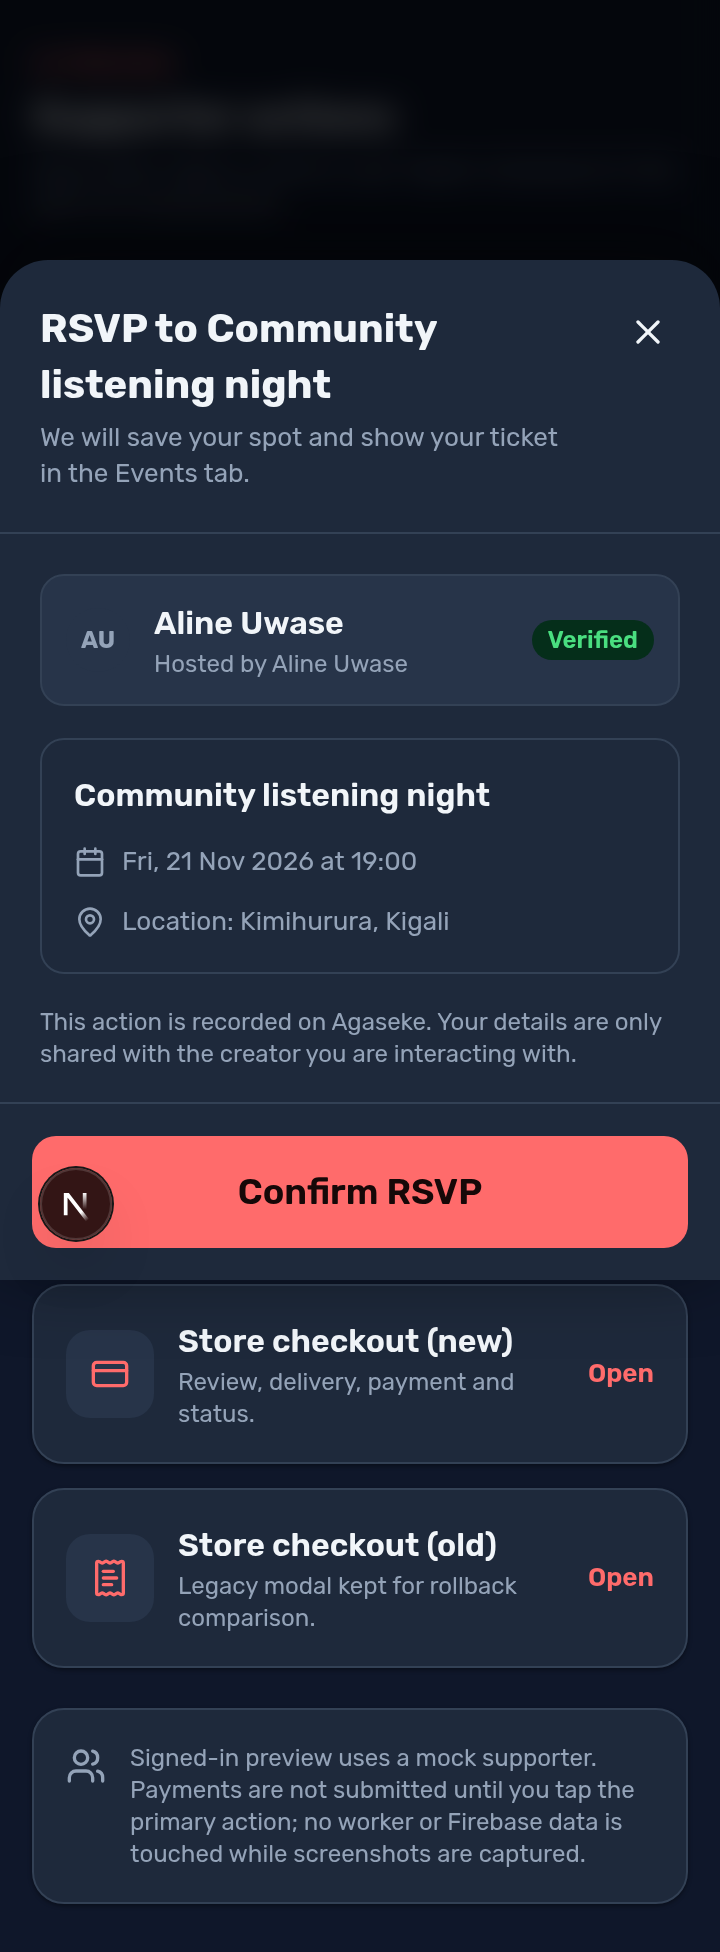 RSVP to Community
listening night
We will save your spot and show your ticket
in the Events tab.
AU
Aline Uwase
Hosted by Aline Uwase
Verified
Community listening night
Fri, 21 Nov 2026 at 19:00
Location: Kimihurura, Kigali
This action is recorded on Agaseke. Your details are only
shared with the creator you are interacting with.
N
Confirm RSVP
Store checkout (new)
Review, delivery, payment and
status.
Open
Store checkout (old)
Legacy modal kept for rollback
comparison.
Open
Signed-in preview uses a mock supporter.
Payments are not submitted until you tap the
primary action; no worker or Firebase data is
touched while screenshots are captured.